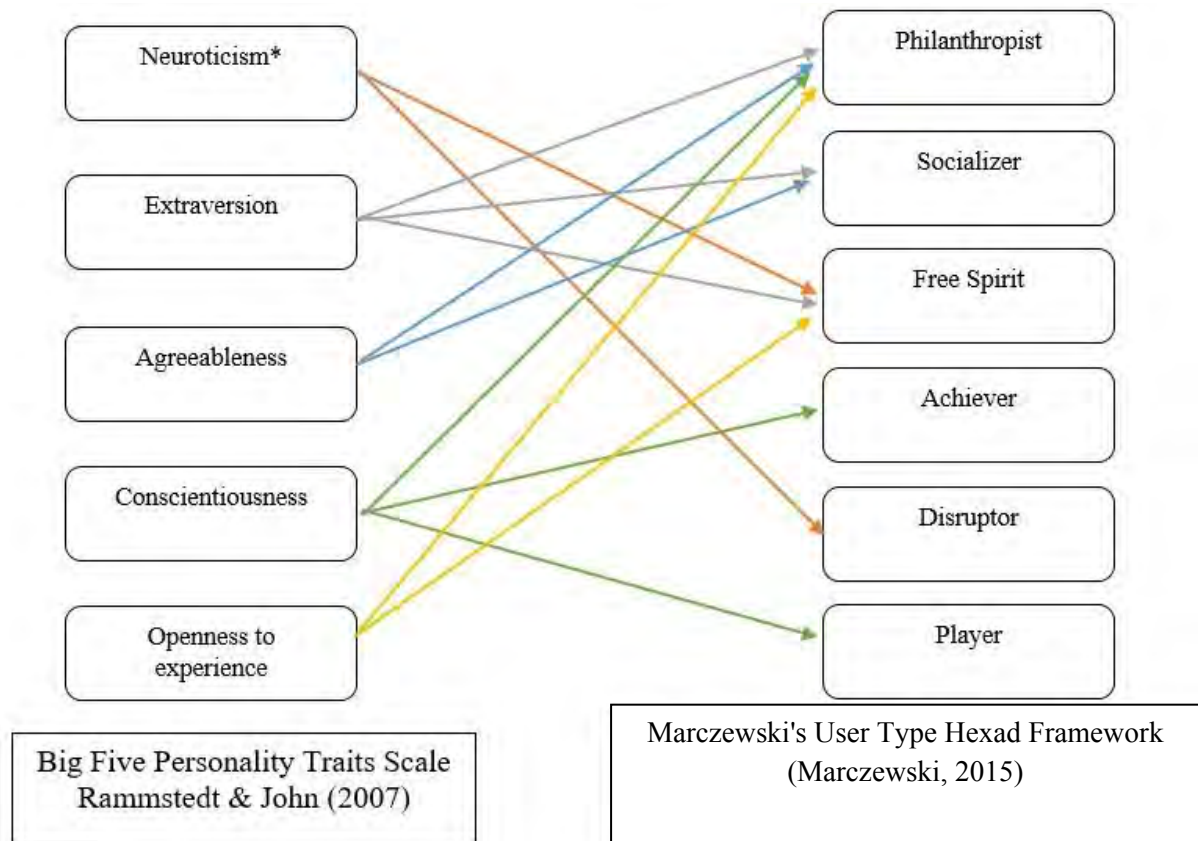 Neuroticism*
Extraversion
Agreeableness
Conscientiousness
Openness to
experience
Big Five Personality Traits Scale
Rammstedt & John (2007)
Philanthropist
Socializer
Free Spirit
Achiever
Disruptor
Player
Marczewski's User Type Hexad Framework
(Marczewski, 2015)